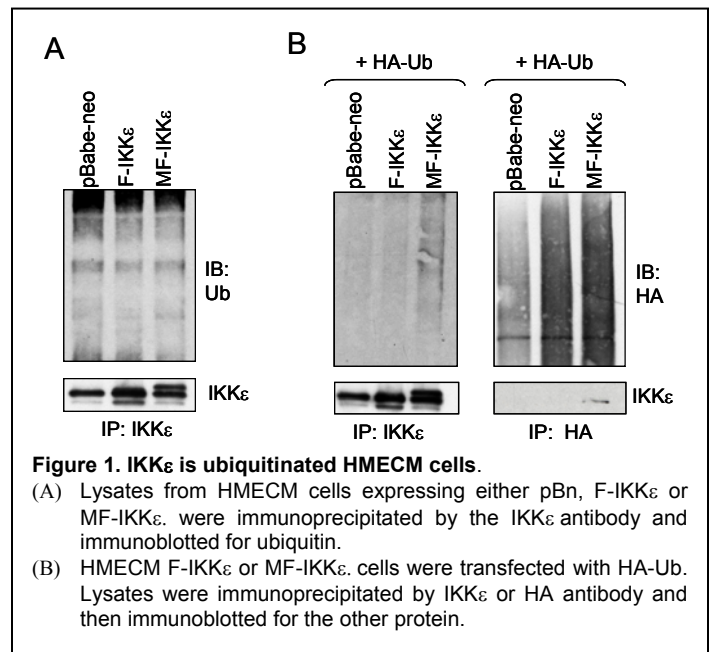 A
B
+ HA-Ub
+ HA-Ub
pBabe-neo
F-IKKε
MF-IKKε
pBabe-neo
F-IKKε
MF-IKKε
pBabe-neo
F-IKKε
MF-IKKε
IB:
Ub
IB:
HA
IKKε
IKKε
IP: IKKε
IP: IKKε
IP: HA
Figure 1. IKKε is ubiquitinated HMECM cells.
(A) Lysates from HMECM cells expressing either pBn, F-IKKε or
MF-IKKε. were immunoprecipitated by the IKKε antibody and
immunoblotted for ubiquitin.
(B) HMECM F-IKKε or MF-IKKε. cells were transfected with HA-Ub.
Lysates were immunoprecipitated by IKKε or HA antibody and
then immunoblotted for the other protein.